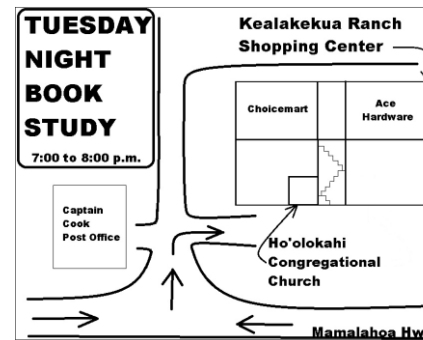 TUESDAY
NIGHT
BOOK
STUDY
7:00 to 8:00 p.m.
Kealakekua Ranch
Shopping Center
Choicemart
Ace
Hardware
Captain
Cook
Post Office
Ho'olokahi
Congregational
Church
Mamalahoa Hw